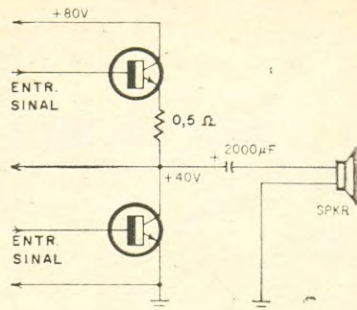 +80V
ENTR.
SINAL
0,5 Ω
+ 2000µF
+40V
SPKR
ENTR.
SINAL